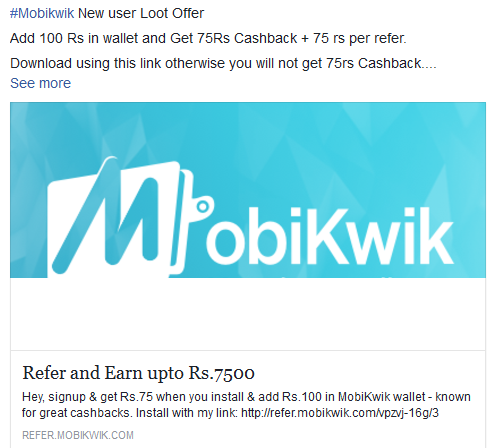 #Mobikwik New user Loot Offer
Add 100 Rs in wallet and Get 75Rs Cashback + 75 rs per refer.
Download using this link otherwise you will not get 75rs Cashback....
See more
MobiKwik
Refer and Earn upto Rs.7500
Hey, signup & get Rs.75 when you install & add Rs.100 in MobiKwik wallet - known
for great cashbacks. Install with my link: http://refer.mobikwik.com/vpzvj-16g/3
REFER.MOBIKWIK.COM